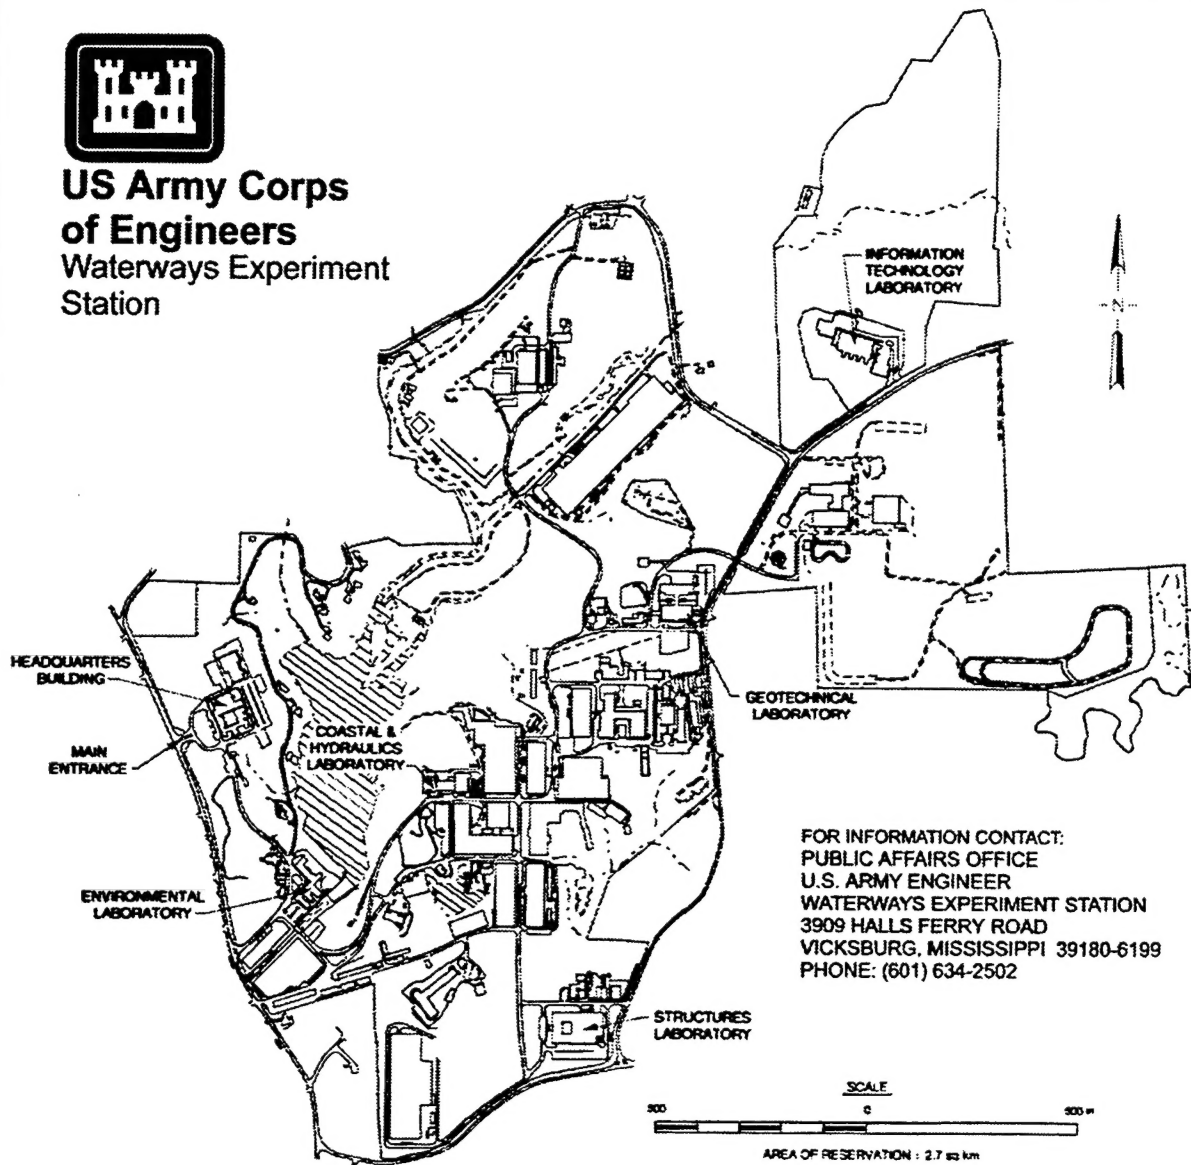 US Army Corps
of Engineers
Waterways Experiment
Station
INFORMATION
TECHNOLOGY
LABORATORY
N
HEADQUARTERS
BUILDING
MAIN
ENTRANCE
COASTAL &
HYDRAULICS
LABORATORY
GEOTECHNICAL
LABORATORY
ENVIRONMENTAL
LABORATORY
STRUCTURES
LABORATORY
FOR INFORMATION CONTACT:
PUBLIC AFFAIRS OFFICE
U.S. ARMY ENGINEER
WATERWAYS EXPERIMENT STATION
3909 HALLS FERRY ROAD
VICKSBURG, MISSISSIPPI 39180-6199
PHONE: (601) 634-2502
SCALE
500 0 500 m
AREA OF RESERVATION : 2.7 sq km